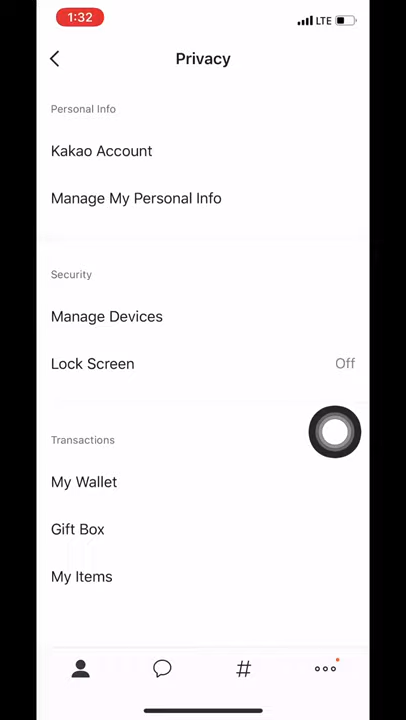 1:32
LTE
Privacy
Personal Info
Kakao Account
Manage My Personal Info
Security
Manage Devices
Lock Screen Off
Transactions
My Wallet
Gift Box
My Items
#